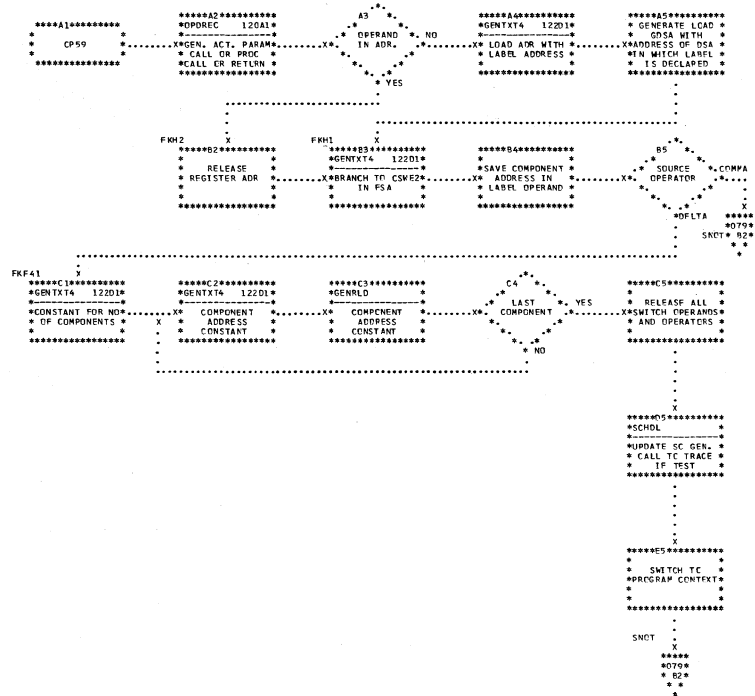 A1
CP59
A2
OPDREC 120A1
GEN. ACT. PARAM
CALL OR PROC
CALL OR RETURN
A3
OPERAND
IN ADR.
NO
YES
A4
GENTXT4 122D1
LOAD ADR WITH
LABEL ADDRESS
A5
GENERATE LOAD
GDSA WITH
ADDRESS OF DSA
IN WHICH LABEL
IS DECLARED
FKH2
B2
RELEASE
REGISTER ADR
FKH1
B3
GENTXT4 122D1
BRANCH TO CSWE2
IN FSA
B4
SAVE COMPONENT
ADDRESS IN
LABEL OPERAND
B5
SOURCE
OPERATOR
COMMA
DELTA
SNOT
*079*
* B2*
FKF41
C1
GENTXT4 122D1
CONSTANT FOR NO
OF COMPONENTS
C2
GENTXT4 122D1
COMPONENT
ADDRESS
CONSTANT
C3
GENRLD
COMPONENT
ADDRESS
CONSTANT
C4
LAST
COMPONENT
YES
NO
C5
RELEASE ALL
SWITCH OPERANDS
AND OPERATORS
D5
SCHDL
UPDATE SC GEN.
CALL TO TRACE
IF TEST
E5
SWITCH TO
PROGRAM CONTEXT
SNOT
*079*
* B2*